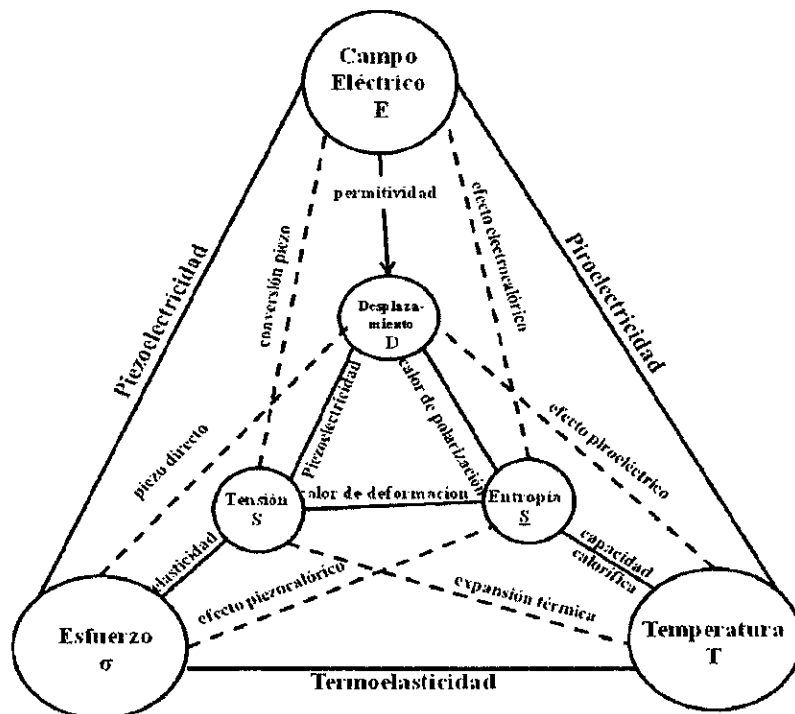 Campo
Eléctrico
E
permitividad
efecto electrocalórico
conversión piezo
Piezoelectricidad
Piroelectricidad
Desplaza-
miento
D
Piezoelectricidad
calor de polarización
piezo directo
efecto piroeléctrico
Tensión
S
calor de deformacion
Entropía
S
elasticidad
capacidad
calorífica
efecto piezocalórico
expansión térmica
Esfuerzo
σ
Temperatura
T
Termoelasticidad